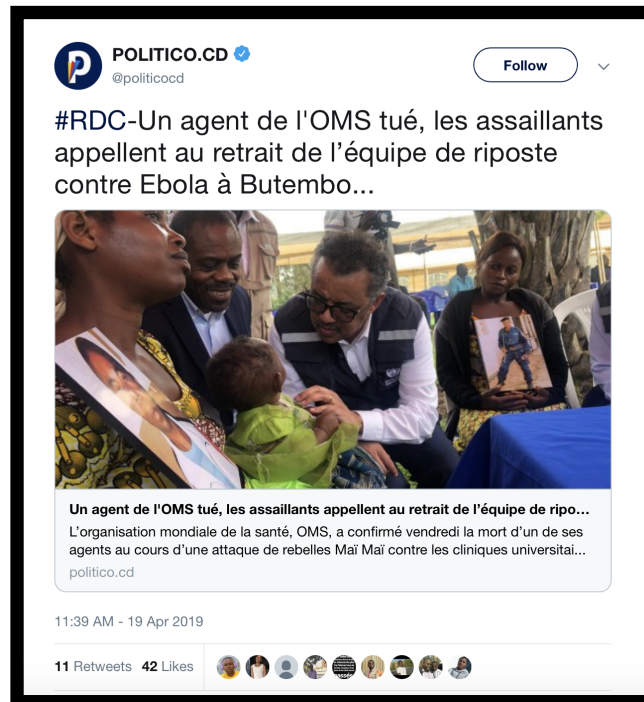 POLITICO.CD
@politicocd
Follow
#RDC-Un agent de l'OMS tué, les assaillants
appellent au retrait de l’équipe de riposte
contre Ebola à Butembo...
Un agent de l'OMS tué, les assaillants appellent au retrait de l’équipe de ripo...
L’organisation mondiale de la santé, OMS, a confirmé vendredi la mort d’un de ses
agents au cours d’une attaque de rebelles Maï Maï contre les cliniques universitai...
politico.cd
11:39 AM - 19 Apr 2019
11 Retweets 42 Likes